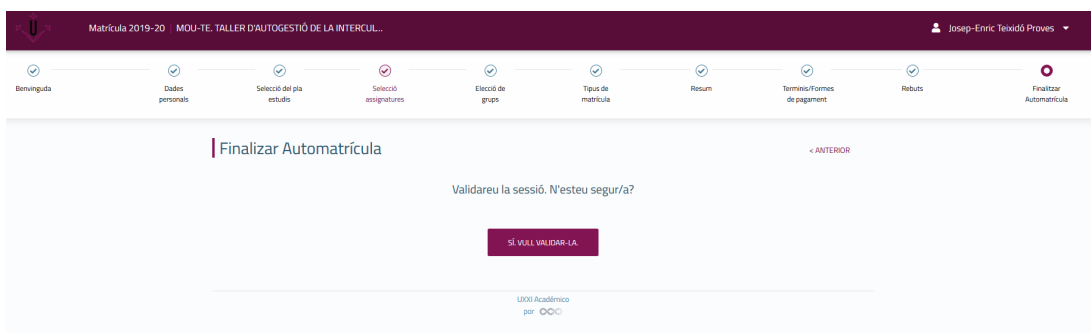 Matrícula 2019-20 | MOU-TE. TALLER D'AUTOGESTIÓ DE LA INTERCUL...
Josep-Enric Teixidó Proves
Benvinguda
Dades
personals
Selecció del pla
estudis
Selecció
assignatures
Elecció de
grups
Tipus de
matrícula
Resum
Terminis/Formes
de pagament
Rebuts
Finalitzar
Automatrícula
Finalizar Automatrícula
< ANTERIOR
Validareu la sessió. N'esteu segur/a?
SÍ. VULL VALIDAR-LA.
UXXI Académico
por